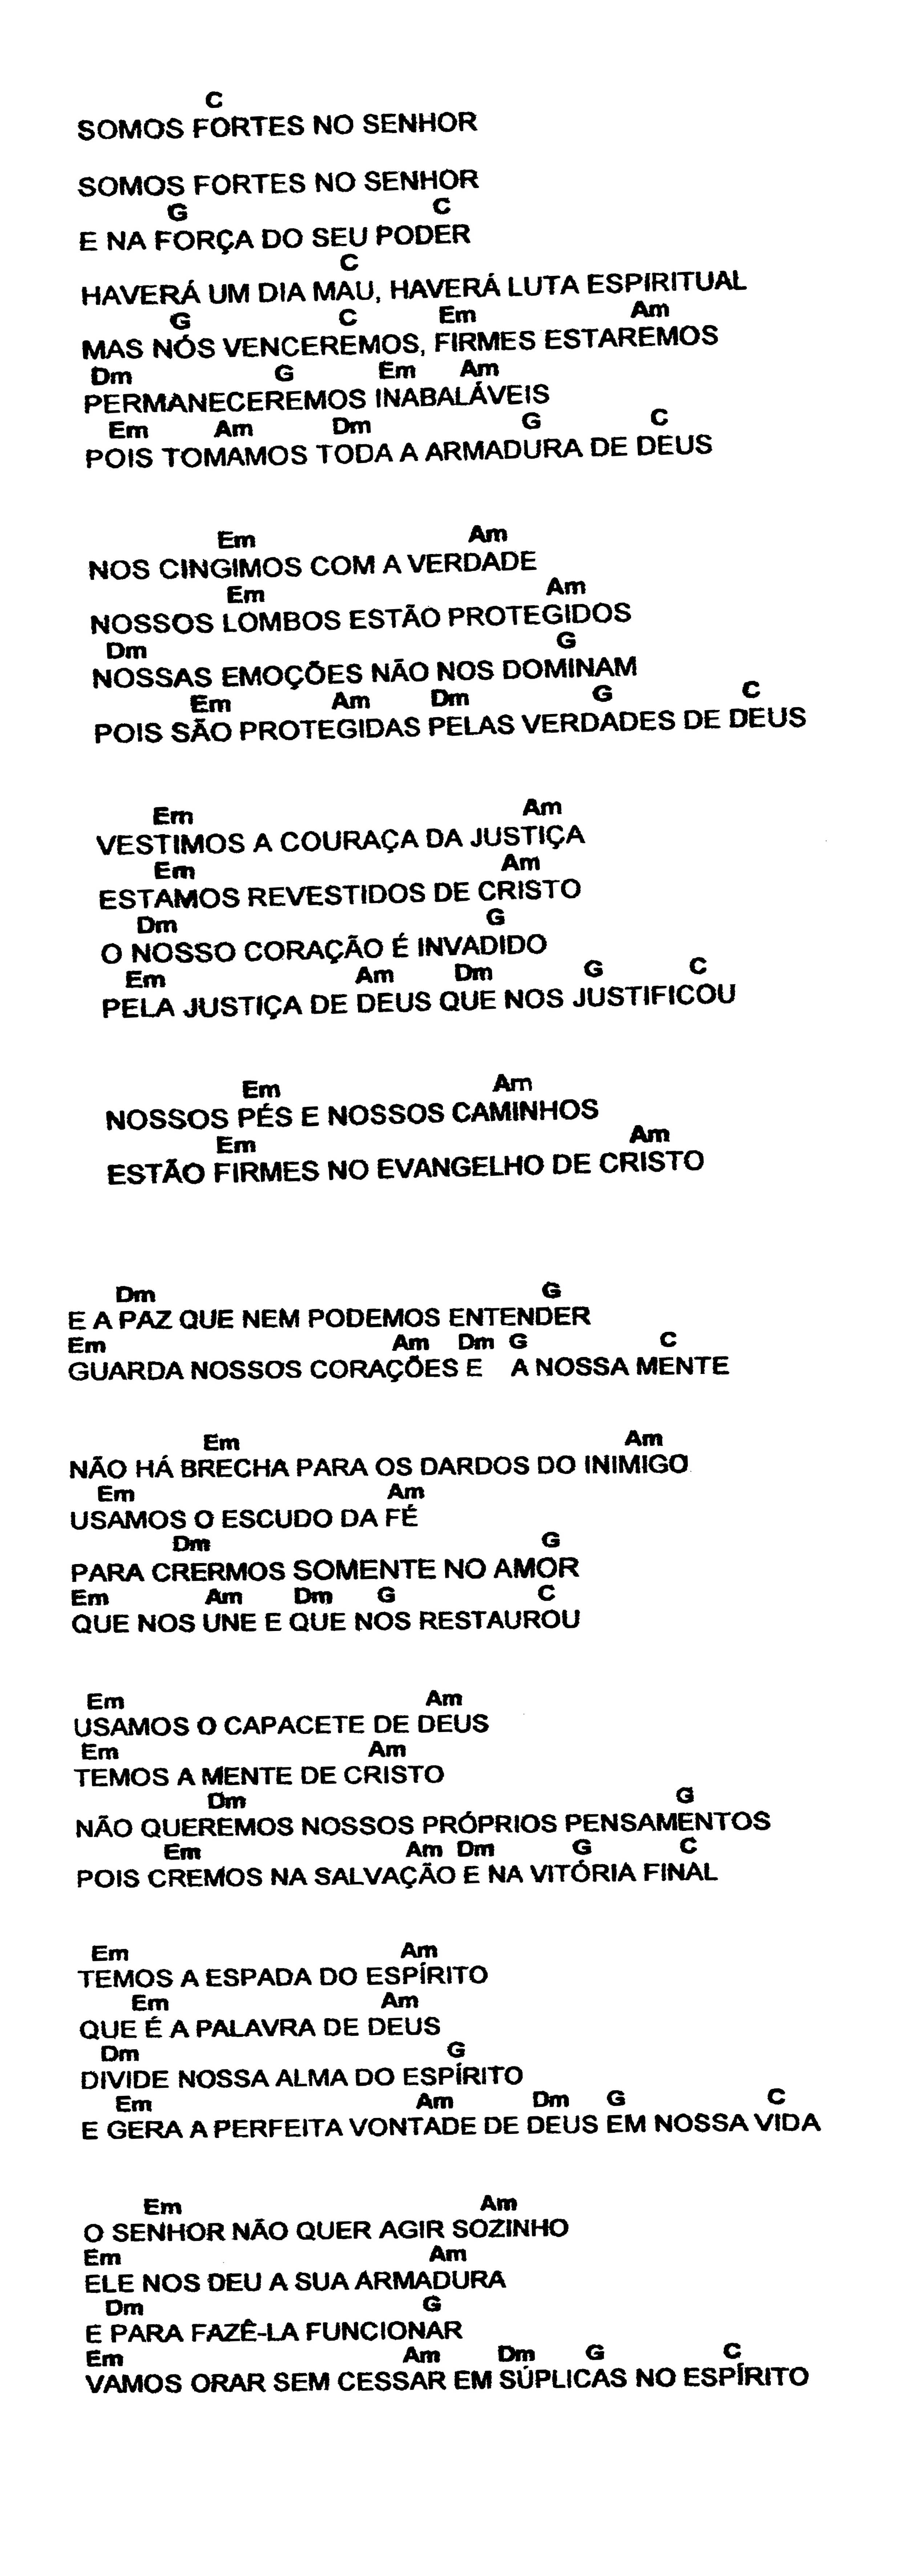 C
SOMOS FORTES NO SENHOR
SOMOS FORTES NO SENHOR
G C
E NA FORÇA DO SEU PODER
C
HAVERÁ UM DIA MAU, HAVERÁ LUTA ESPIRITUAL
G C Em Am
MAS NÓS VENCEREMOS, FIRMES ESTAREMOS
Dm G Em Am
PERMANECEREMOS INABALÁVEIS
Em Am Dm G C
POIS TOMAMOS TODA A ARMADURA DE DEUS
Em Am
NOS CINGIMOS COM A VERDADE
Em Am
NOSSOS LOMBOS ESTÃO PROTEGIDOS
Dm G
NOSSAS EMOÇÕES NÃO NOS DOMINAM
Em Am Dm G C
POIS SÃO PROTEGIDAS PELAS VERDADES DE DEUS
Em Am
VESTIMOS A COURAÇA DA JUSTIÇA
Em Am
ESTAMOS REVESTIDOS DE CRISTO
Dm G
O NOSSO CORAÇÃO É INVADIDO
Em Am Dm G C
PELA JUSTIÇA DE DEUS QUE NOS JUSTIFICOU
Em Am
NOSSOS PÉS E NOSSOS CAMINHOS
Em Am
ESTÃO FIRMES NO EVANGELHO DE CRISTO
Dm G
E A PAZ QUE NEM PODEMOS ENTENDER
Em Am Dm G C
GUARDA NOSSOS CORAÇÕES E A NOSSA MENTE
Em Am
NÃO HÁ BRECHA PARA OS DARDOS DO INIMIGO
Em Am
USAMOS O ESCUDO DA FÉ
Dm G
PARA CRERMOS SOMENTE NO AMOR
Em Am Dm G C
QUE NOS UNE E QUE NOS RESTAUROU
Em Am
USAMOS O CAPACETE DE DEUS
Em Am
TEMOS A MENTE DE CRISTO
Dm G
NÃO QUEREMOS NOSSOS PRÓPRIOS PENSAMENTOS
Em Am Dm G C
POIS CREMOS NA SALVAÇÃO E NA VITÓRIA FINAL
Em Am
TEMOS A ESPADA DO ESPÍRITO
Em Am
QUE É A PALAVRA DE DEUS
Dm G
DIVIDE NOSSA ALMA DO ESPÍRITO
Em Am Dm G C
E GERA A PERFEITA VONTADE DE DEUS EM NOSSA VIDA
Em Am
O SENHOR NÃO QUER AGIR SOZINHO
Em Am
ELE NOS DEU A SUA ARMADURA
Dm G
E PARA FAZÊ-LA FUNCIONAR
Em Am Dm G C
VAMOS ORAR SEM CESSAR EM SÚPLICAS NO ESPÍRITO